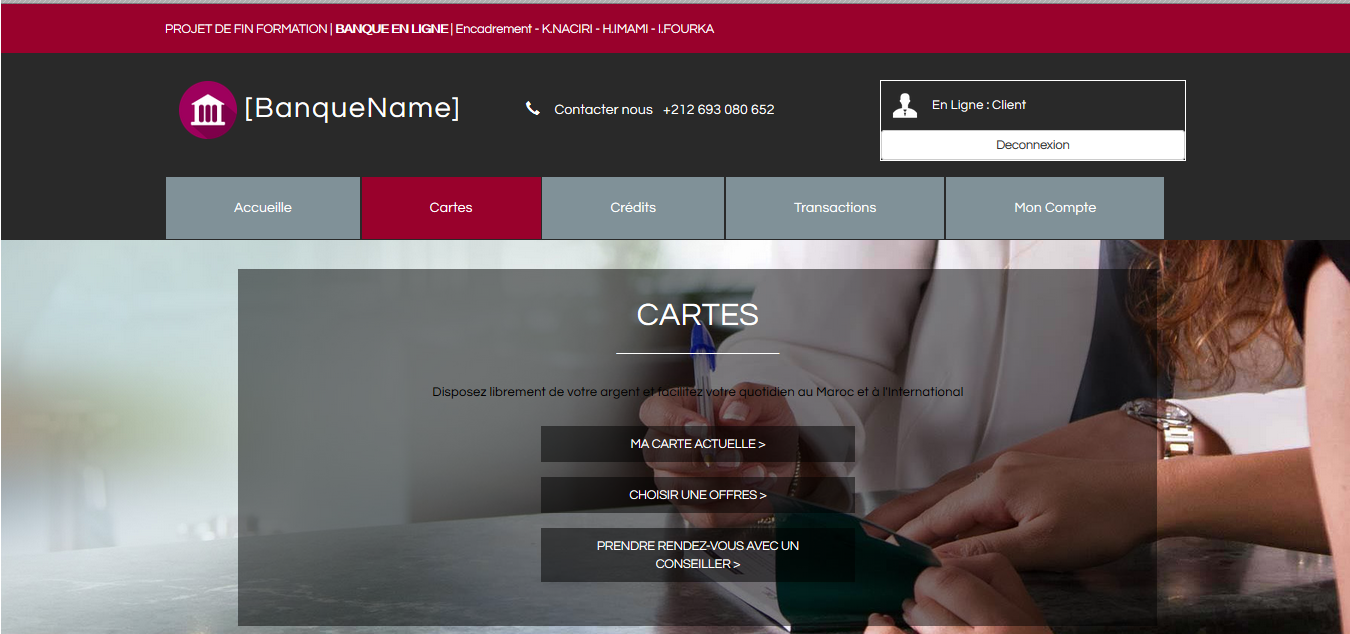 PROJET DE FIN FORMATION | BANQUE EN LIGNE | Encadrement - K.NACIRI - H.IMAMI - I.FOURKA
[BanqueName]
Contacter nous +212 693 080 652
En Ligne : Client
Deconnexion
Accueille
Cartes
Crédits
Transactions
Mon Compte
CARTES
Disposez librement de votre argent et facilitez votre quotidien au Maroc et à l'International
MA CARTE ACTUELLE >
CHOISIR UNE OFFRES >
PRENDRE RENDEZ-VOUS AVEC UN
CONSEILLER >